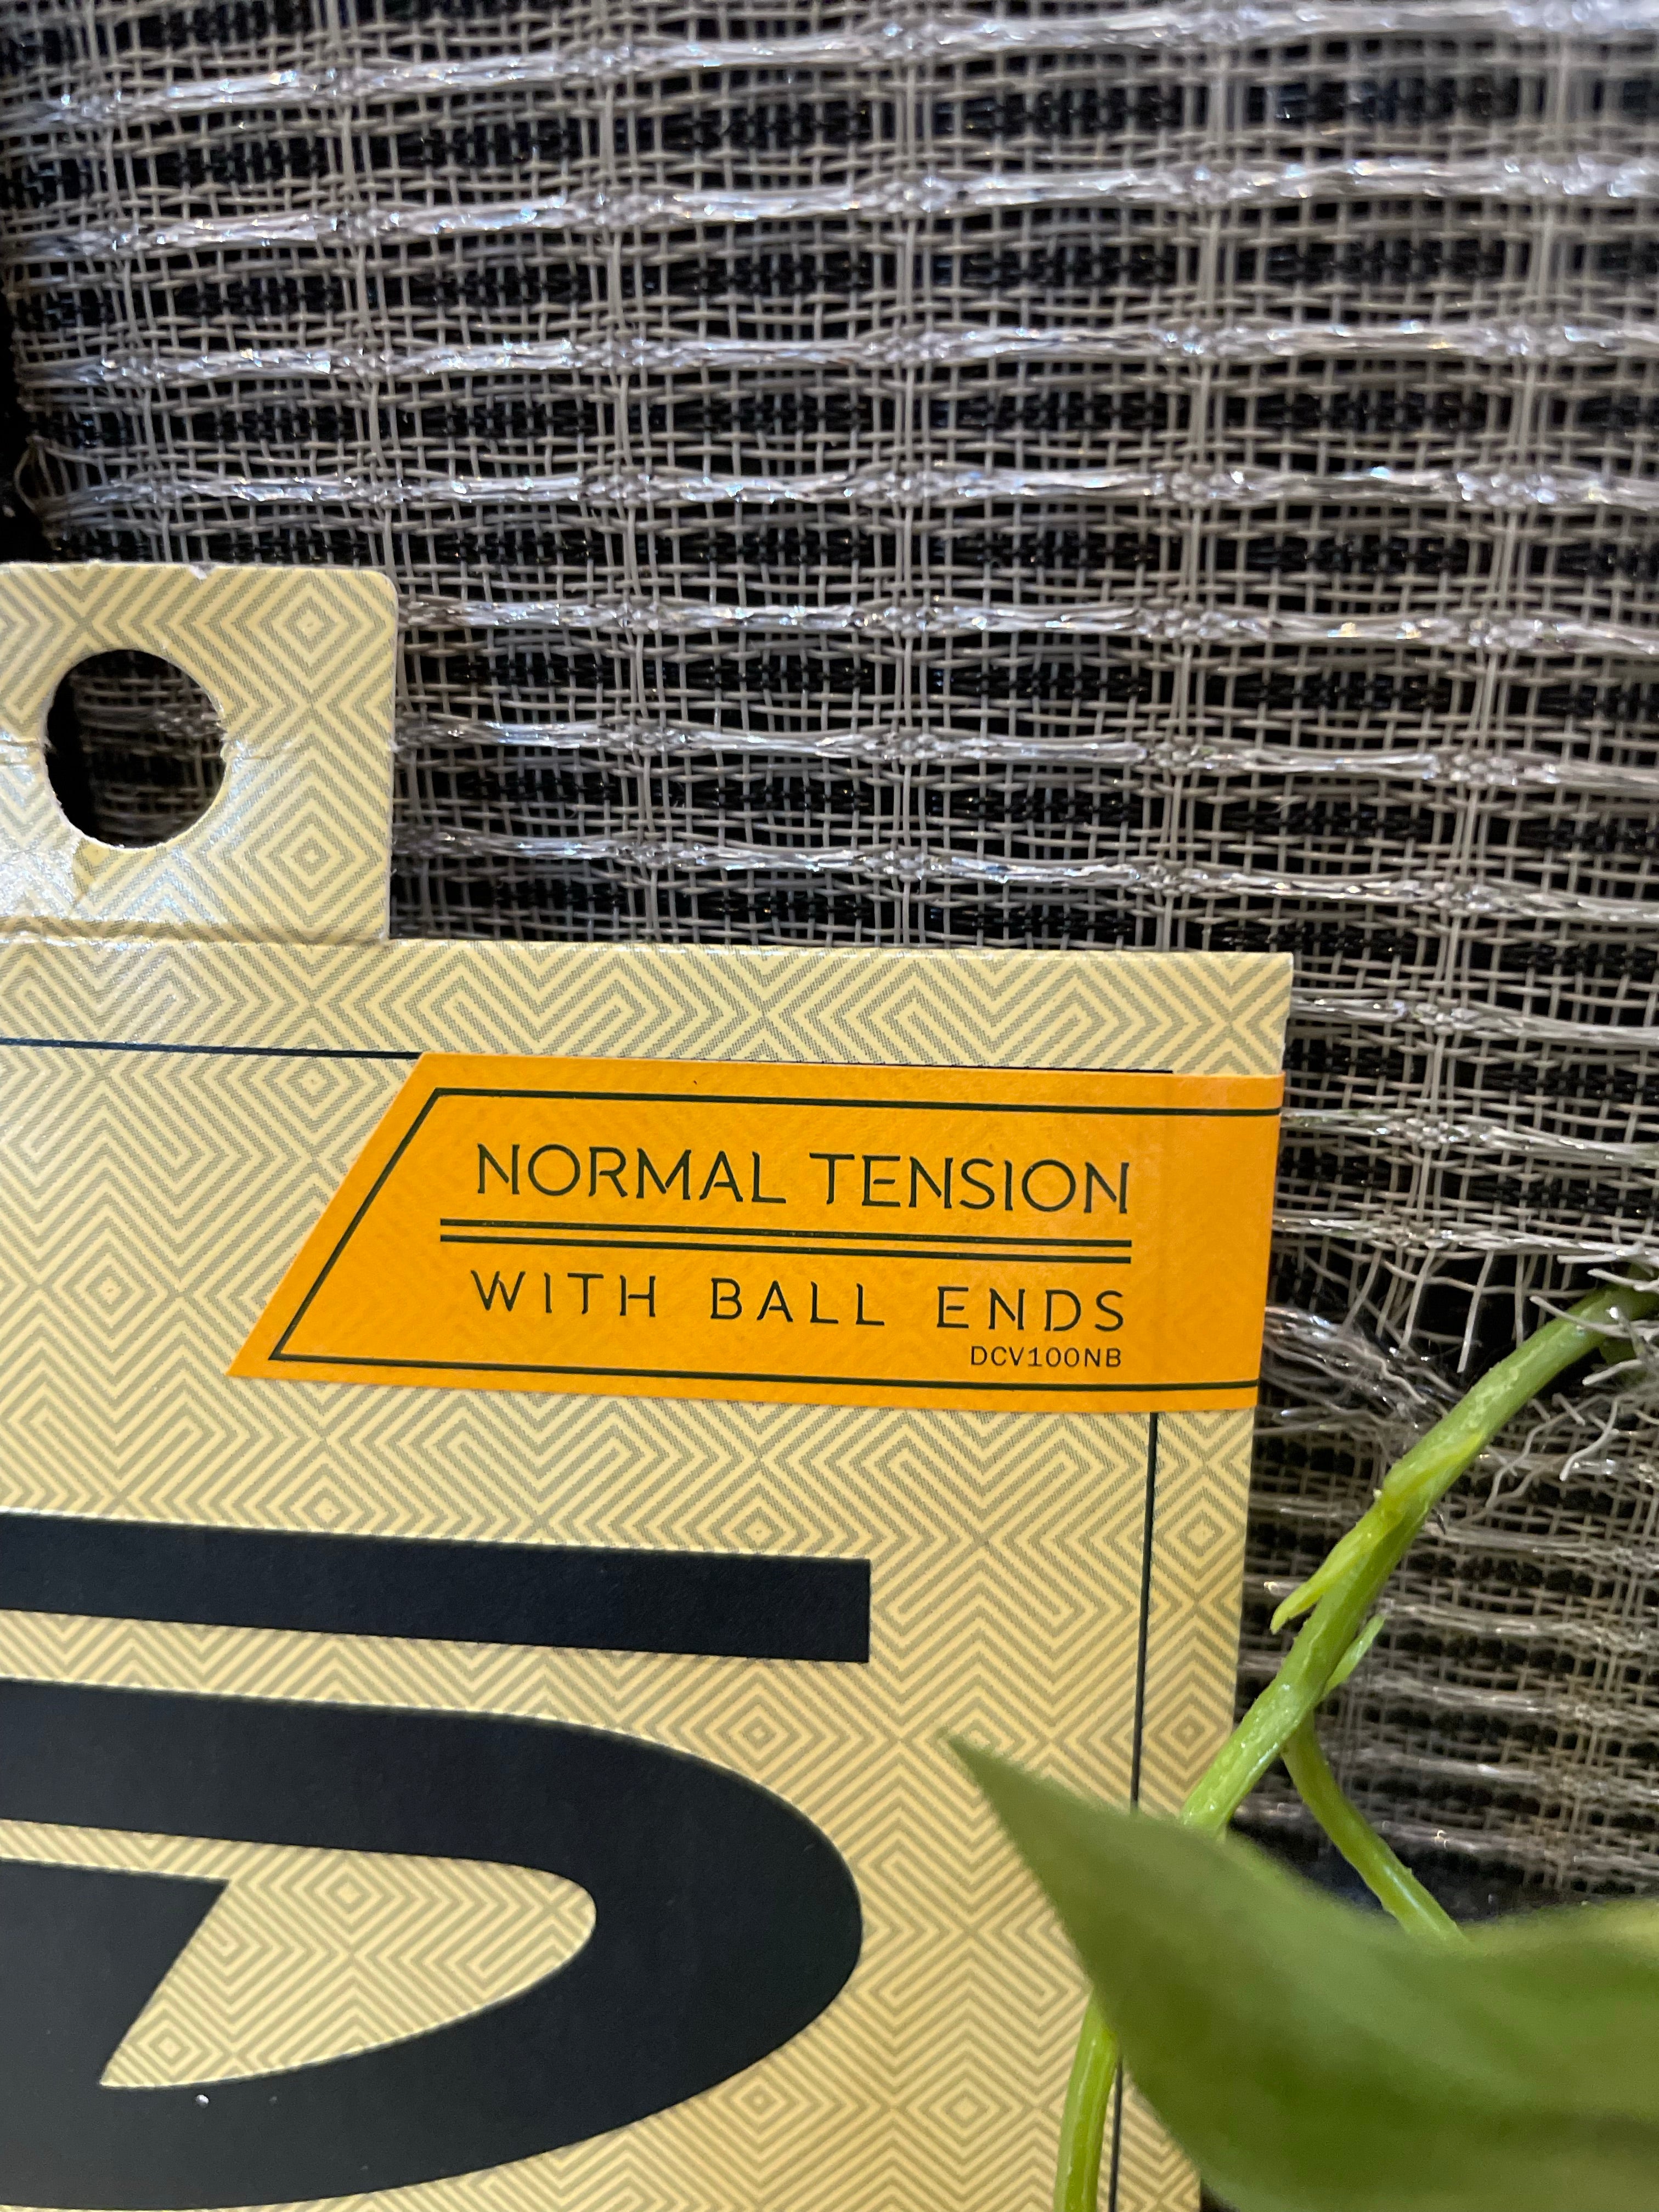 NORMAL TENSION
WITH BALL ENDS
DCV100NB